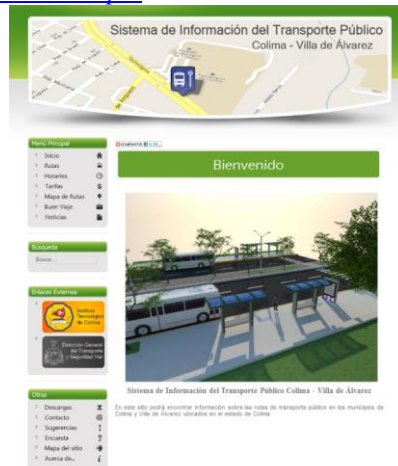 Sistema de Información del Transporte Público
Colima - Villa de Álvarez
Tecnológico
Menú Principal
Inicio
Rutas
Horarios
Tarifas
Mapa de Rutas
Buen Viaje
Noticias
COMPARTIR
Bienvenido
Búsqueda
Buscar...
Enlaces Externos
Instituto
Tecnológico
de Colima
Dirección General
del Transporte
y Seguridad Vial
Sistema de Información del Transporte Público Colima - Villa de Álvarez
En este sitio podrá encontrar información sobre las rutas de transporte público en los municipios de
Colima y Villa de Álvarez ubicados en el estado de Colima
Otros
Descargas
Contacto
Sugerencias
Encuesta
Mapa del sitio
Acerca de...